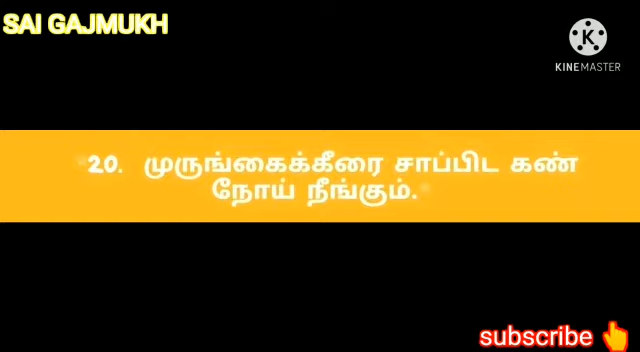 SAI GAJMUKH
KINEMASTER
20. முருங்கைக்கீரை சாப்பிட கண்
நோய் நீங்கும்.
subscribe